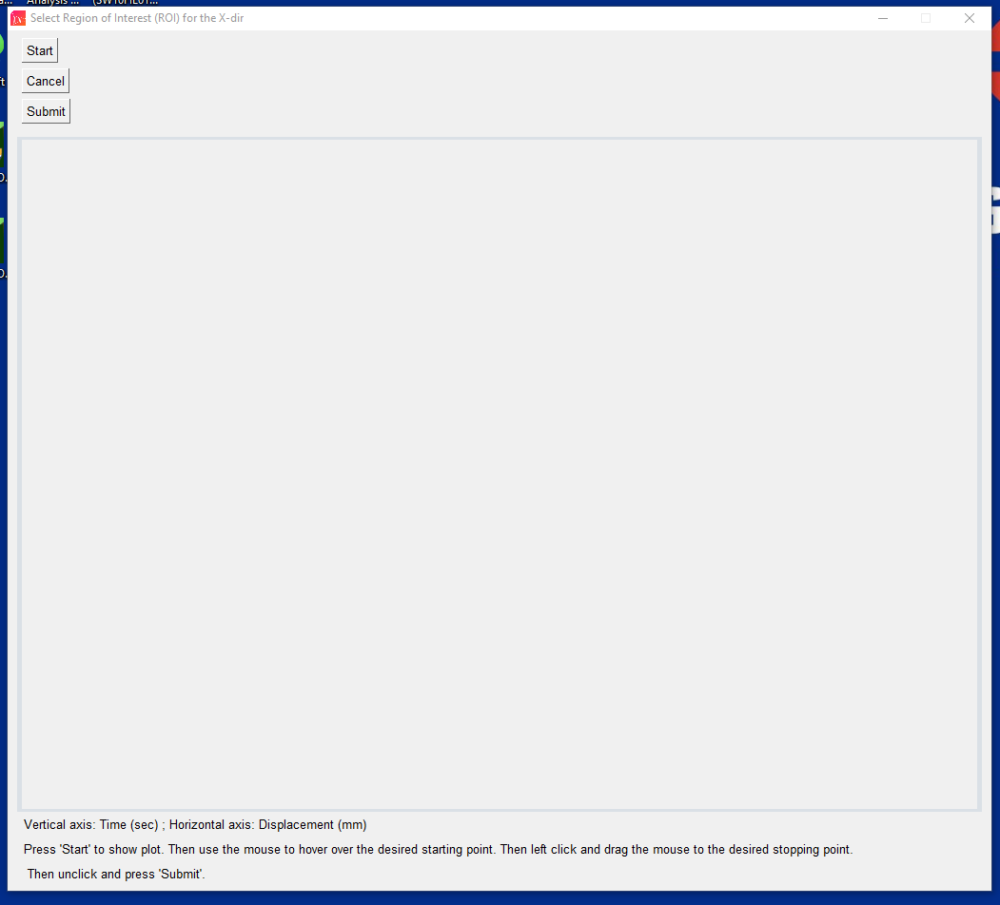 Analysis ...
Select Region of Interest (ROI) for the X-dir
Start
Cancel
Submit
Vertical axis: Time (sec) ; Horizontal axis: Displacement (mm)
Press 'Start' to show plot. Then use the mouse to hover over the desired starting point. Then left click and drag the mouse to the desired stopping point.
Then unclick and press 'Submit'.